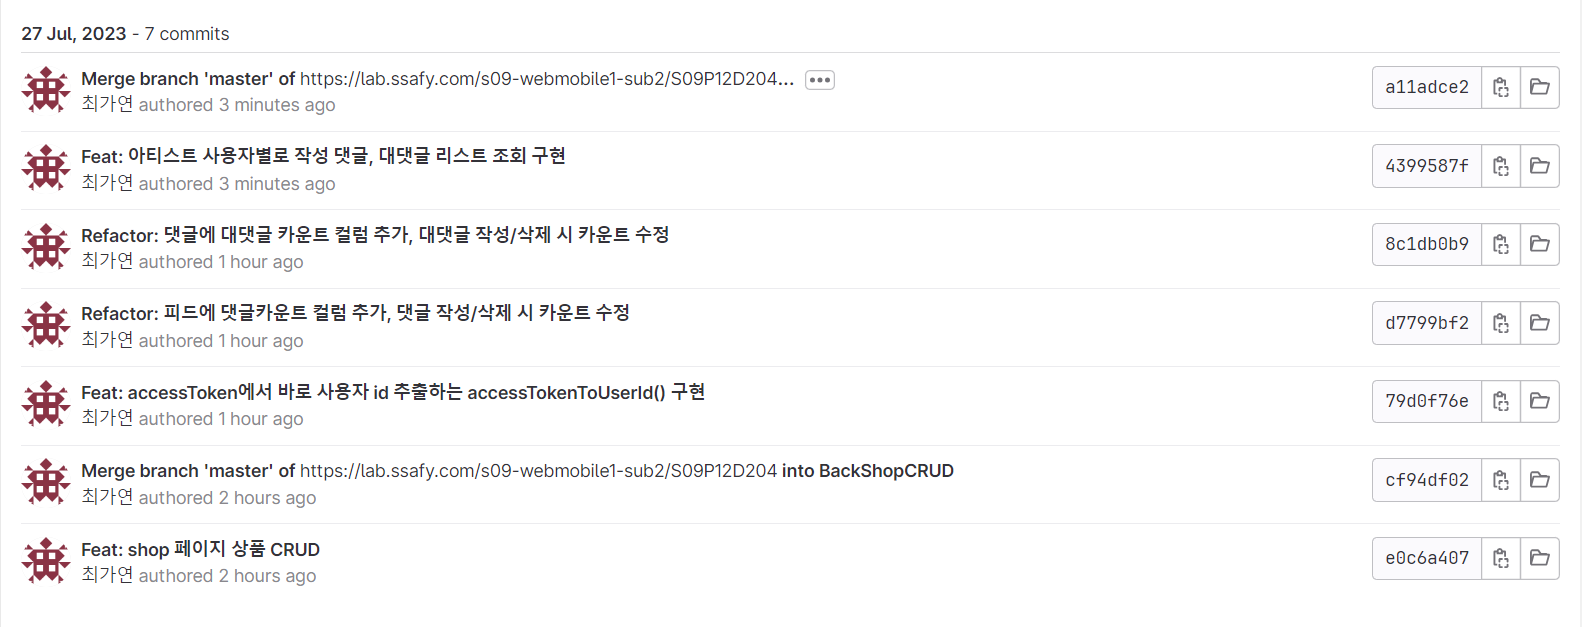 27 Jul, 2023 - 7 commits
Merge branch 'master' of https://lab.ssafy.com/s09-webmobile1-sub2/S09P12D204...
최가연 authored 3 minutes ago
a11adce2
Feat: 아티스트 사용자별로 작성 댓글, 대댓글 리스트 조회 구현
최가연 authored 3 minutes ago
4399587f
Refactor: 댓글에 대댓글 카운트 컬럼 추가, 대댓글 작성/삭제 시 카운트 수정
최가연 authored 1 hour ago
8c1db0b9
Refactor: 피드에 댓글카운트 컬럼 추가, 댓글 작성/삭제 시 카운트 수정
최가연 authored 1 hour ago
d7799bf2
Feat: accessToken에서 바로 사용자 id 추출하는 accessTokenToUserId() 구현
최가연 authored 1 hour ago
79d0f76e
Merge branch 'master' of https://lab.ssafy.com/s09-webmobile1-sub2/S09P12D204 into BackShopCRUD
최가연 authored 2 hours ago
cf94df02
Feat: shop 페이지 상품 CRUD
최가연 authored 2 hours ago
e0c6a407